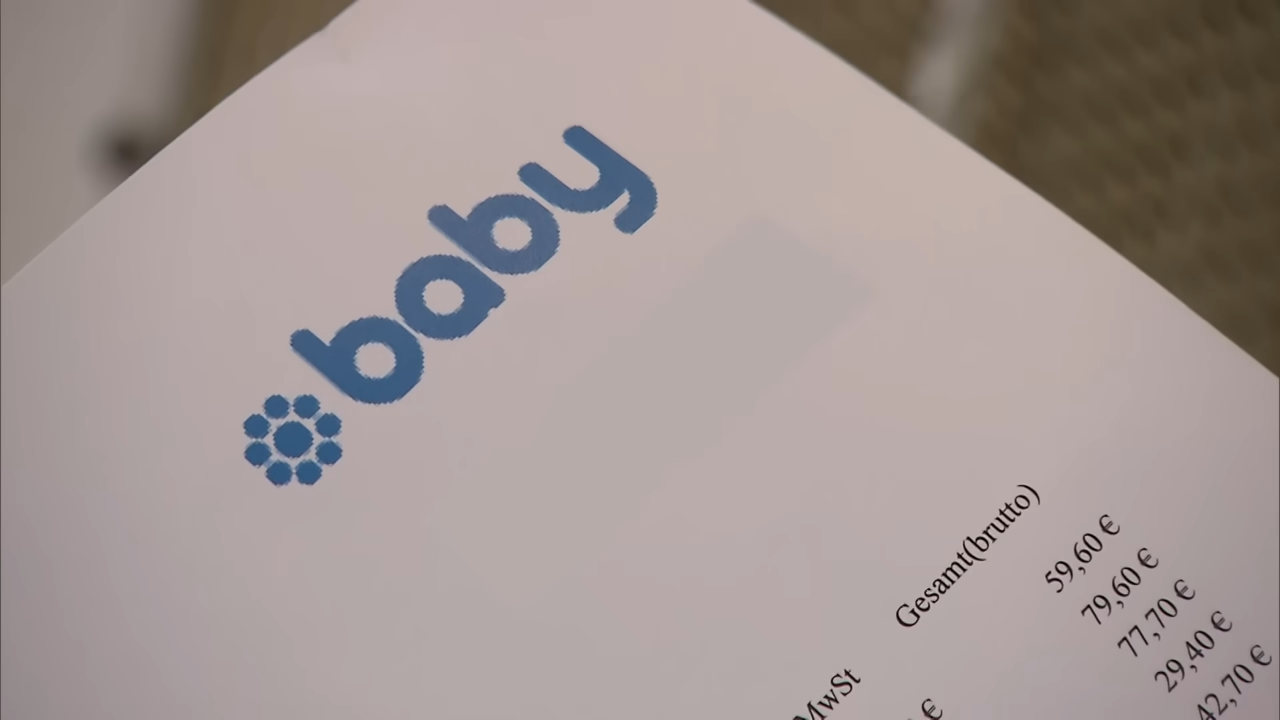 baby
MwSt
Gesamt(brutto)
59,60 €
79,60 €
77,70 €
29,40 €
42,70 €
€